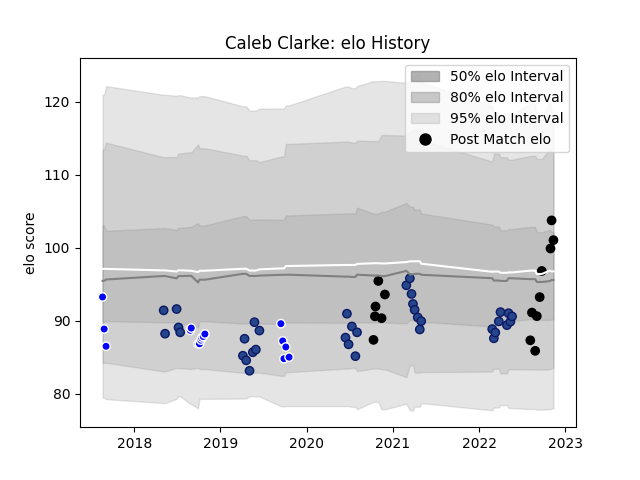 Caleb Clarke: elo History
50% elo Interval
80% elo Interval
95% elo Interval
Post Match elo
elo score
120
110
100
90
80
2018 2019 2020 2021 2022 2023